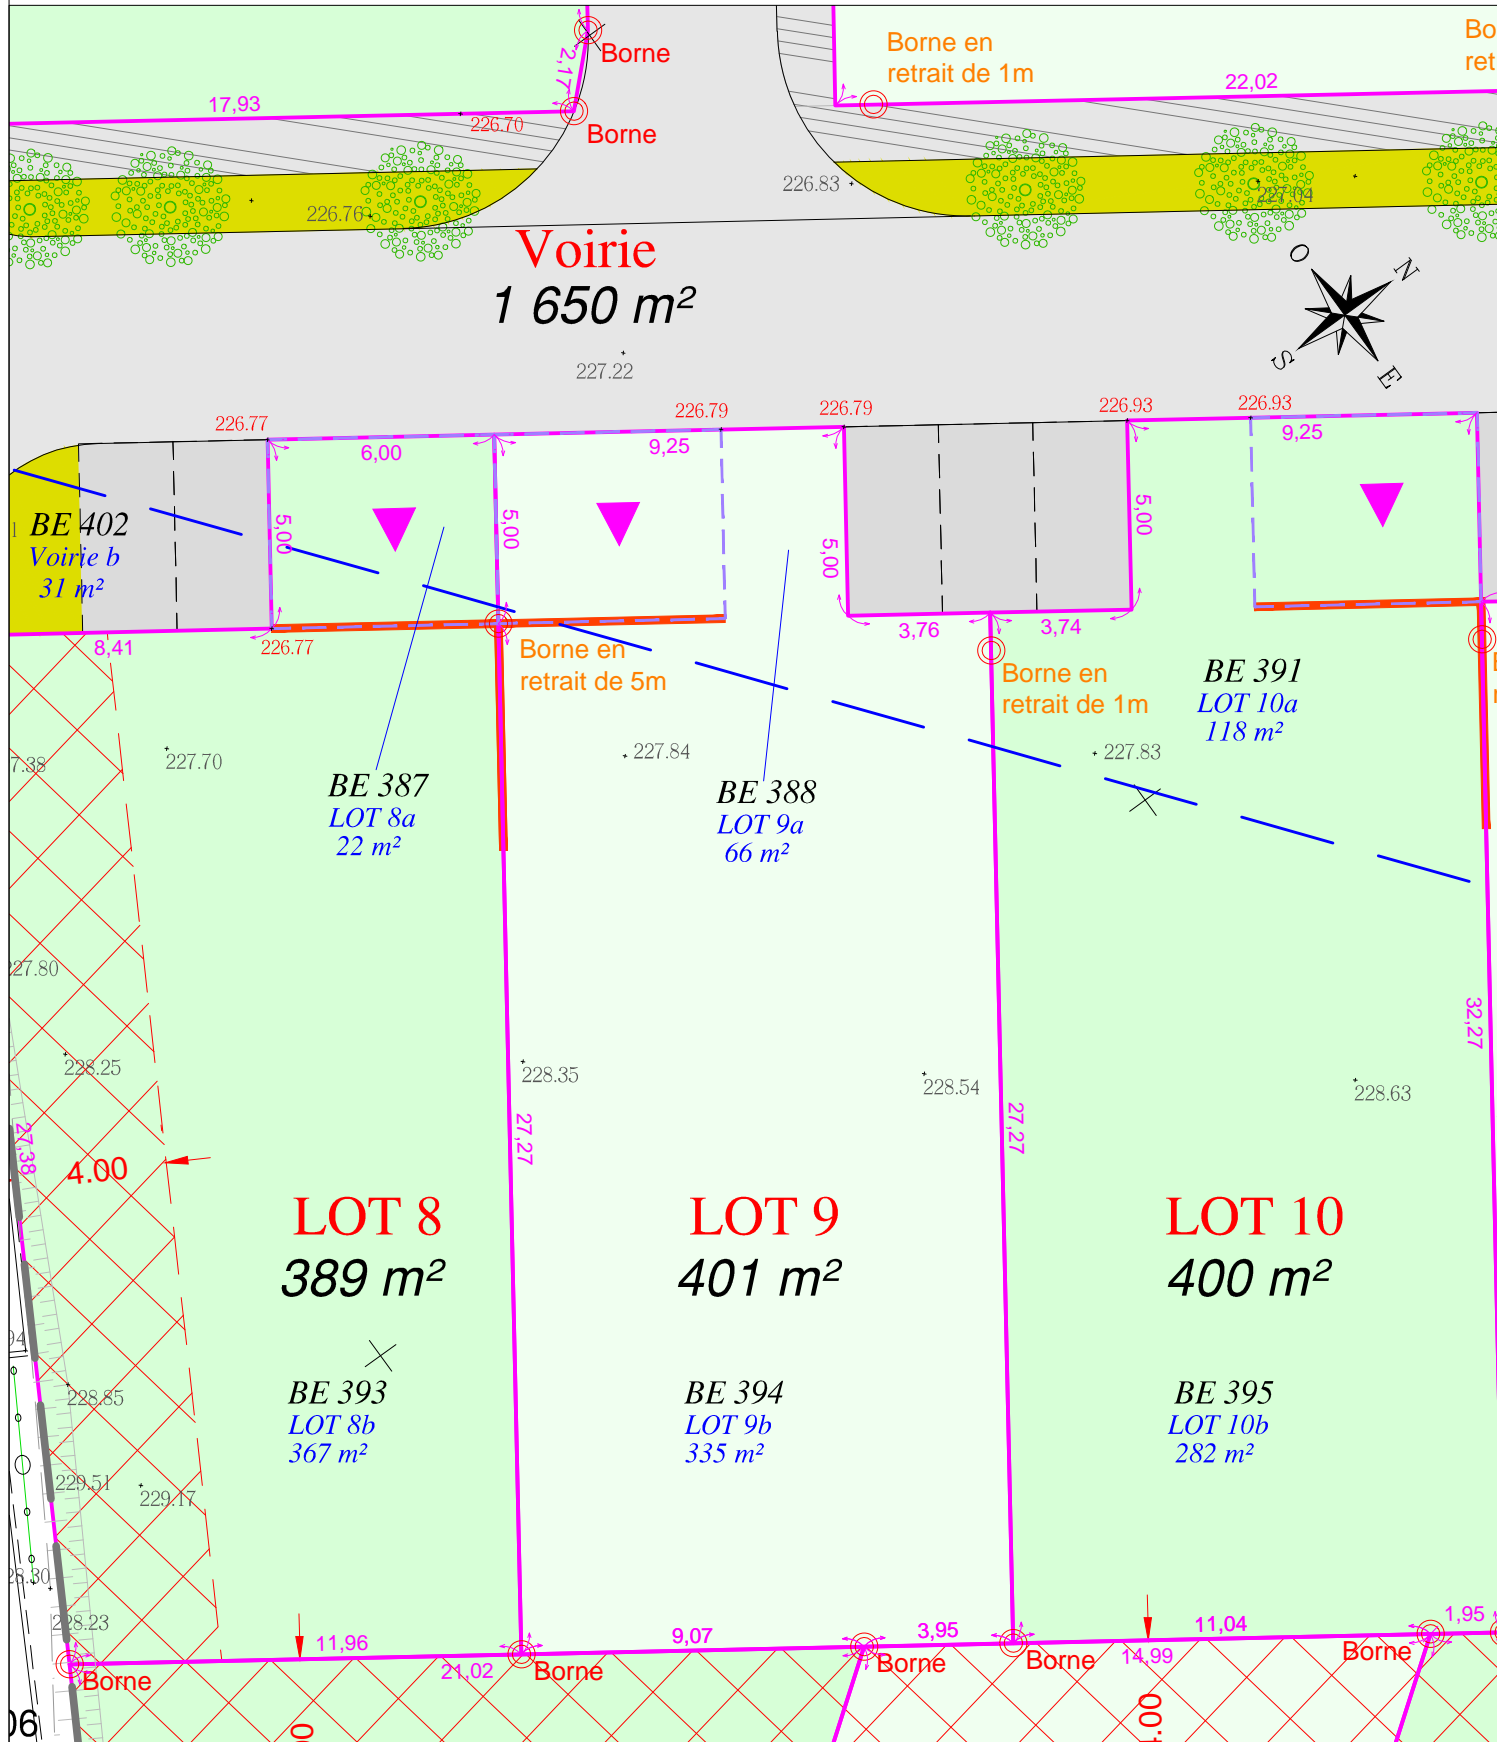 Borne
Borne en
retrait de 1m
2,17
17,93
22,02
226.70
Borne
226.83
227.04
226.76
Voirie
1 650 m²
O
N
S
E
227.22
226.77
226.79
226.79
226.93
226.93
6,00
9,25
9,25
5,00
5,00
5,00
5,00
BE 402
Voirie b
31 m²
8,41
226.77
3,76
3,74
Borne en
retrait de 5m
Borne en
retrait de 1m
BE 391
LOT 10a
118 m²
227.70
227.84
227.83
BE 387
LOT 8a
22 m²
BE 388
LOT 9a
66 m²
227.80
32,27
228.25
228.35
228.54
228.63
27,38
27,27
27,27
4.00
LOT 8
389 m²
LOT 9
401 m²
LOT 10
400 m²
BE 393
LOT 8b
367 m²
BE 394
LOT 9b
335 m²
BE 395
LOT 10b
282 m²
228.85
229.51
229.17
228.23
11,96
9,07
3,95
11,04
1,95
21,02
14,99
Borne
Borne
Borne
Borne
Borne